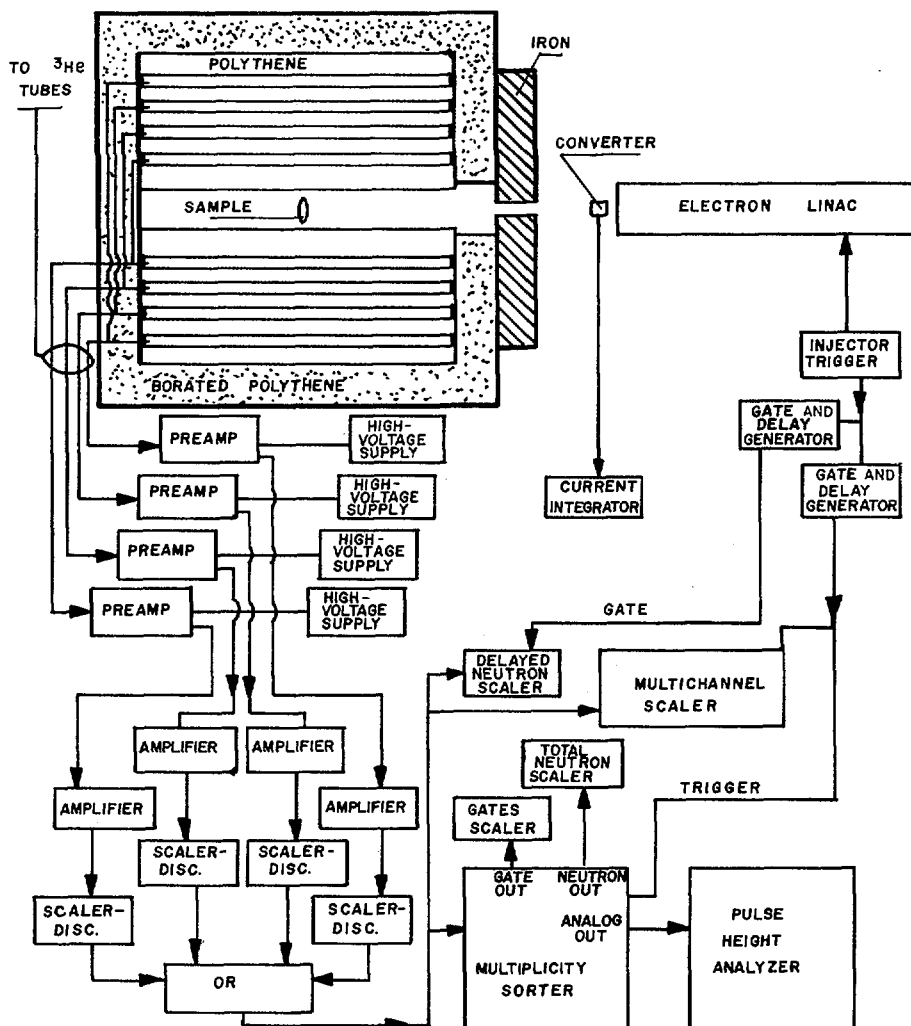 TO ³He
TUBES
POLYTHENE
IRON
CONVERTER
SAMPLE
ELECTRON LINAC
BORATED POLYTHENE
INJECTOR
TRIGGER
GATE AND
DELAY
GENERATOR
GATE AND
DELAY
GENERATOR
PREAMP
HIGH-
VOLTAGE
SUPPLY
PREAMP
HIGH-
VOLTAGE
SUPPLY
CURRENT
INTEGRATOR
PREAMP
HIGH-
VOLTAGE
SUPPLY
PREAMP
HIGH-
VOLTAGE
SUPPLY
GATE
DELAYED
NEUTRON
SCALER
MULTICHANNEL
SCALER
AMPLIFIER
AMPLIFIER
TOTAL
NEUTRON
SCALER
TRIGGER
AMPLIFIER
AMPLIFIER
GATES
SCALER
SCALER-
DISC.
SCALER-
DISC.
GATE
OUT
NEUTRON
OUT
SCALER-
DISC.
SCALER-
DISC.
ANALOG
OUT
PULSE
HEIGHT
ANALYZER
OR
MULTIPLICITY
SORTER